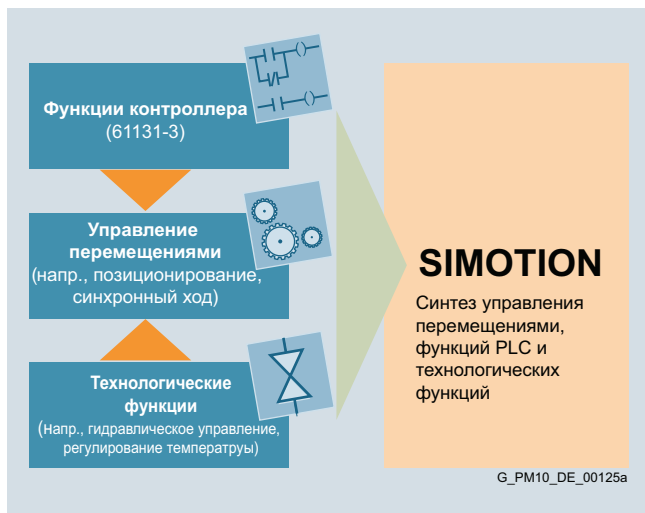 Функции контроллера
(61131-3)
Управление
перемещениями
(напр., позиционирование,
синхронный ход)
Технологические
функции
(напр., гидравлическое управление,
регулирование температруы)
SIMOTION
Синтез управления
перемещениями,
функций PLC и
технологических
функций
G_PM10_DE_00125a